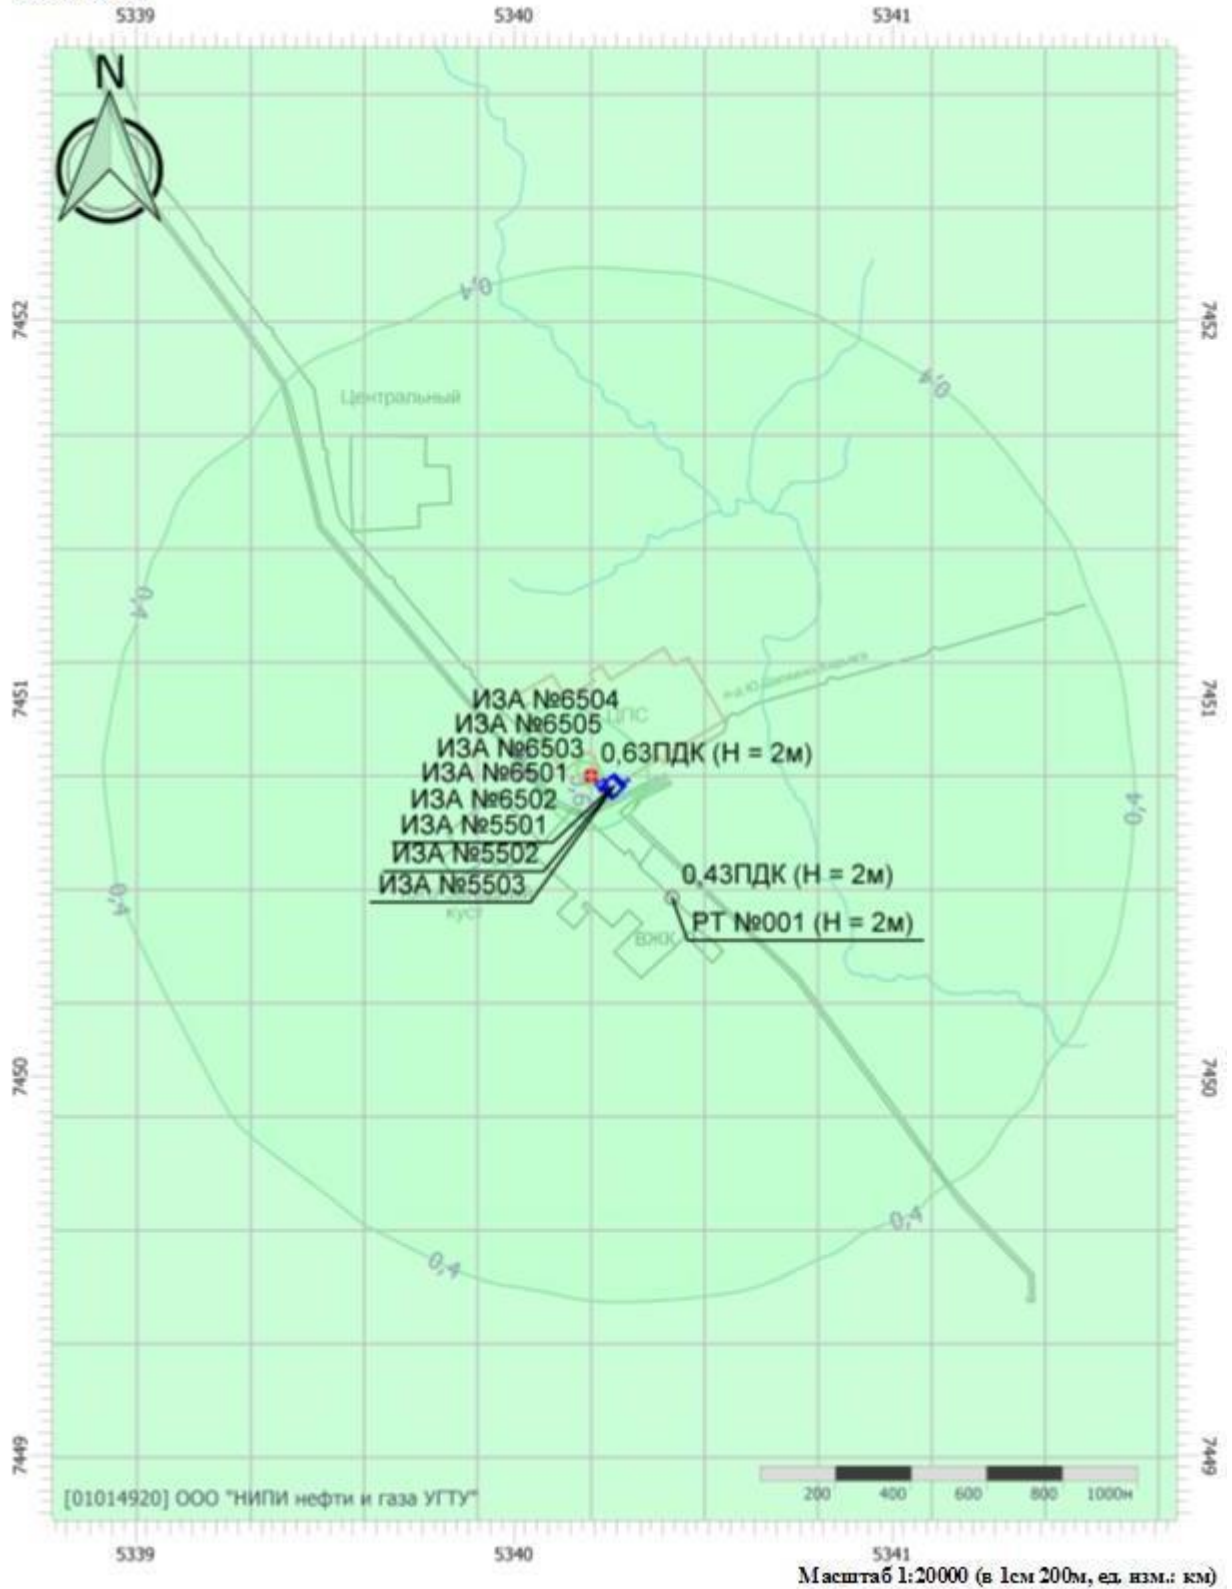 5339 5340 5341
N
0,4
7452 7452
0,4
Центральный
0,4
7451 7451
ИЗА №6504
ЦПС
ИЗА №6505
ИЗА №6503 0,63ПДК (Н = 2м)
ИЗА №6501
ИЗА №6502
0,4
ИЗА №5501
ИЗА №5502
0,43ПДК (Н = 2м)
ИЗА №5503
0,4
куст
РТ №001 (Н = 2м)
ВЖК
7450 7450
0,4
0,4
7449 7449
[01014920] ООО "НИПИ нефти и газа УГТУ"
200 400 600 800 1000м
5339 5340 5341
Масштаб 1:20000 (в 1см 200м, ед. изм.: км)